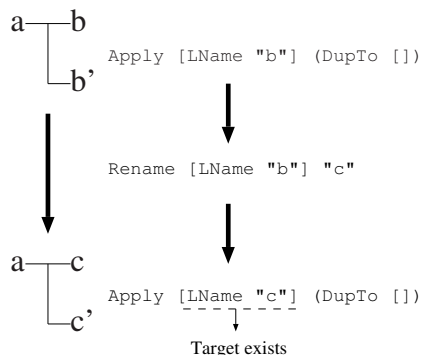 a b
Apply [LName "b"] (DupTo [])
b’
Rename [LName "b"] "c"
a c
Apply [LName "c"] (DupTo [])
c’
Target exists